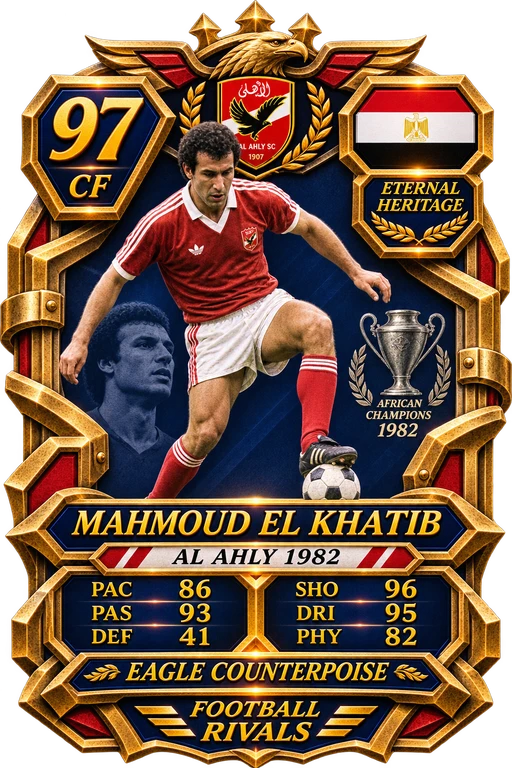 97
CF
الأهلي
AL AHLY SC
1907
ETERNAL
HERITAGE
AFRICAN
CHAMPIONS
1982
MAHMOUD EL KHATIB
AL AHLY 1982
PAC 86
SHO 96
PAS 93
DRI 95
DEF 41
PHY 82
EAGLE COUNTERPOISE
FOOTBALL
RIVALS